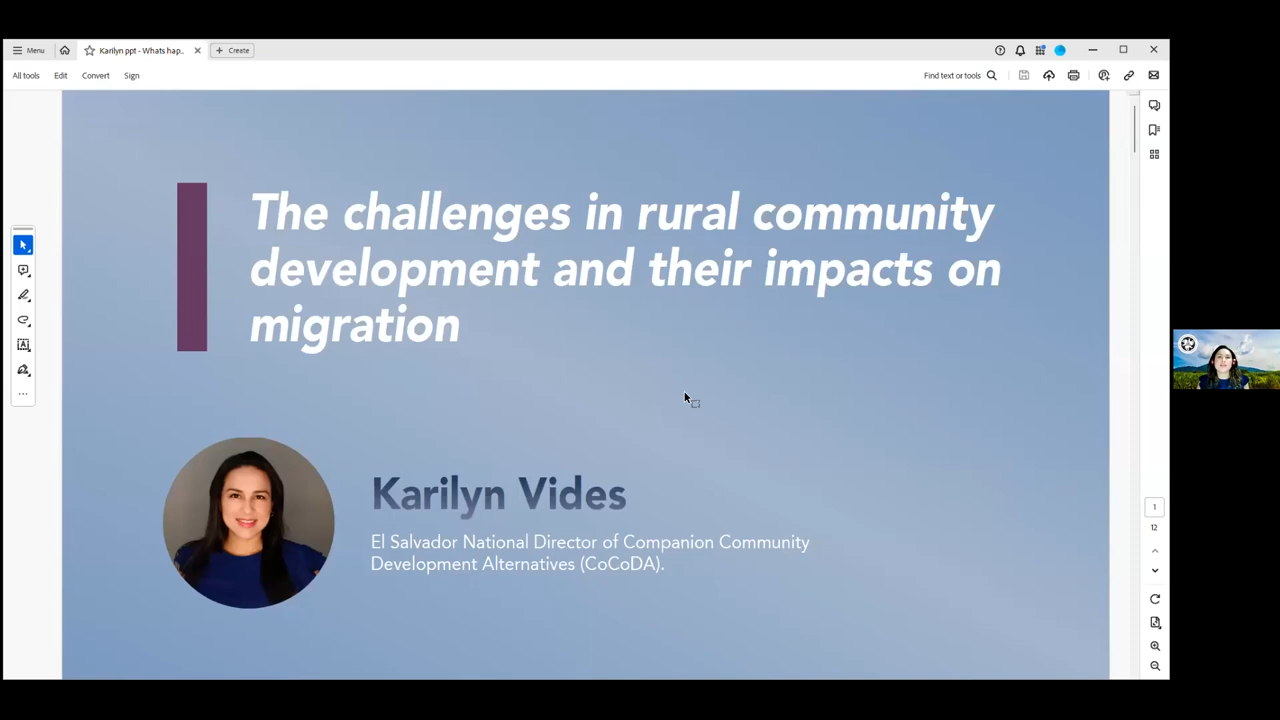 Menu
Karilyn ppt - Whats hap...
Create
All tools
Edit
Convert
Sign
Find text or tools
The challenges in rural community
development and their impacts on
migration
Karilyn Vides
El Salvador National Director of Companion Community
Development Alternatives (CoCoDA).
1
12